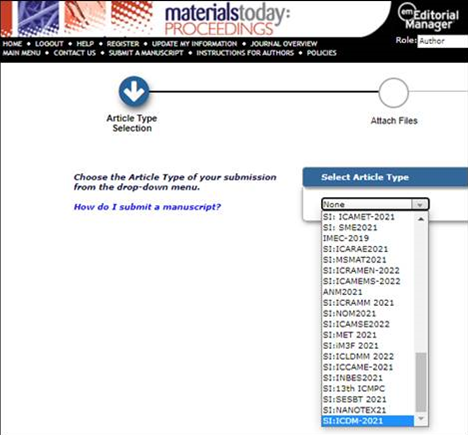 materialstoday:
PROCEEDINGS
em Editorial
Manager
Role: Author
HOME ♦ LOGOUT ♦ HELP ♦ REGISTER ♦ UPDATE MY INFORMATION ♦ JOURNAL OVERVIEW
MAIN MENU ♦ CONTACT US ♦ SUBMIT A MANUSCRIPT ♦ INSTRUCTIONS FOR AUTHORS ♦ POLICIES
Article Type
Selection
Attach Files
Choose the Article Type of your submission
from the drop-down menu.
How do I submit a manuscript?
Select Article Type
None
SI: ICAMET-2021
SI: SME2021
IMEC-2019
SI:ICARAE2021
SI:MSMAT2021
SI:ICRAMEN-2022
SI:ICAMEMS-2022
ANM2021
SI:ICRAMM 2021
SI:NOM2021
SI:ICAMSE2022
SI:MET 2021
SI:iM3F 2021
SI:ICLDMM 2022
SI:ICCAME-2021
SI:INBES2021
SI:13th ICMPC
SI:SESBT 2021
SI:NANOTEX21
SI:ICDM-2021